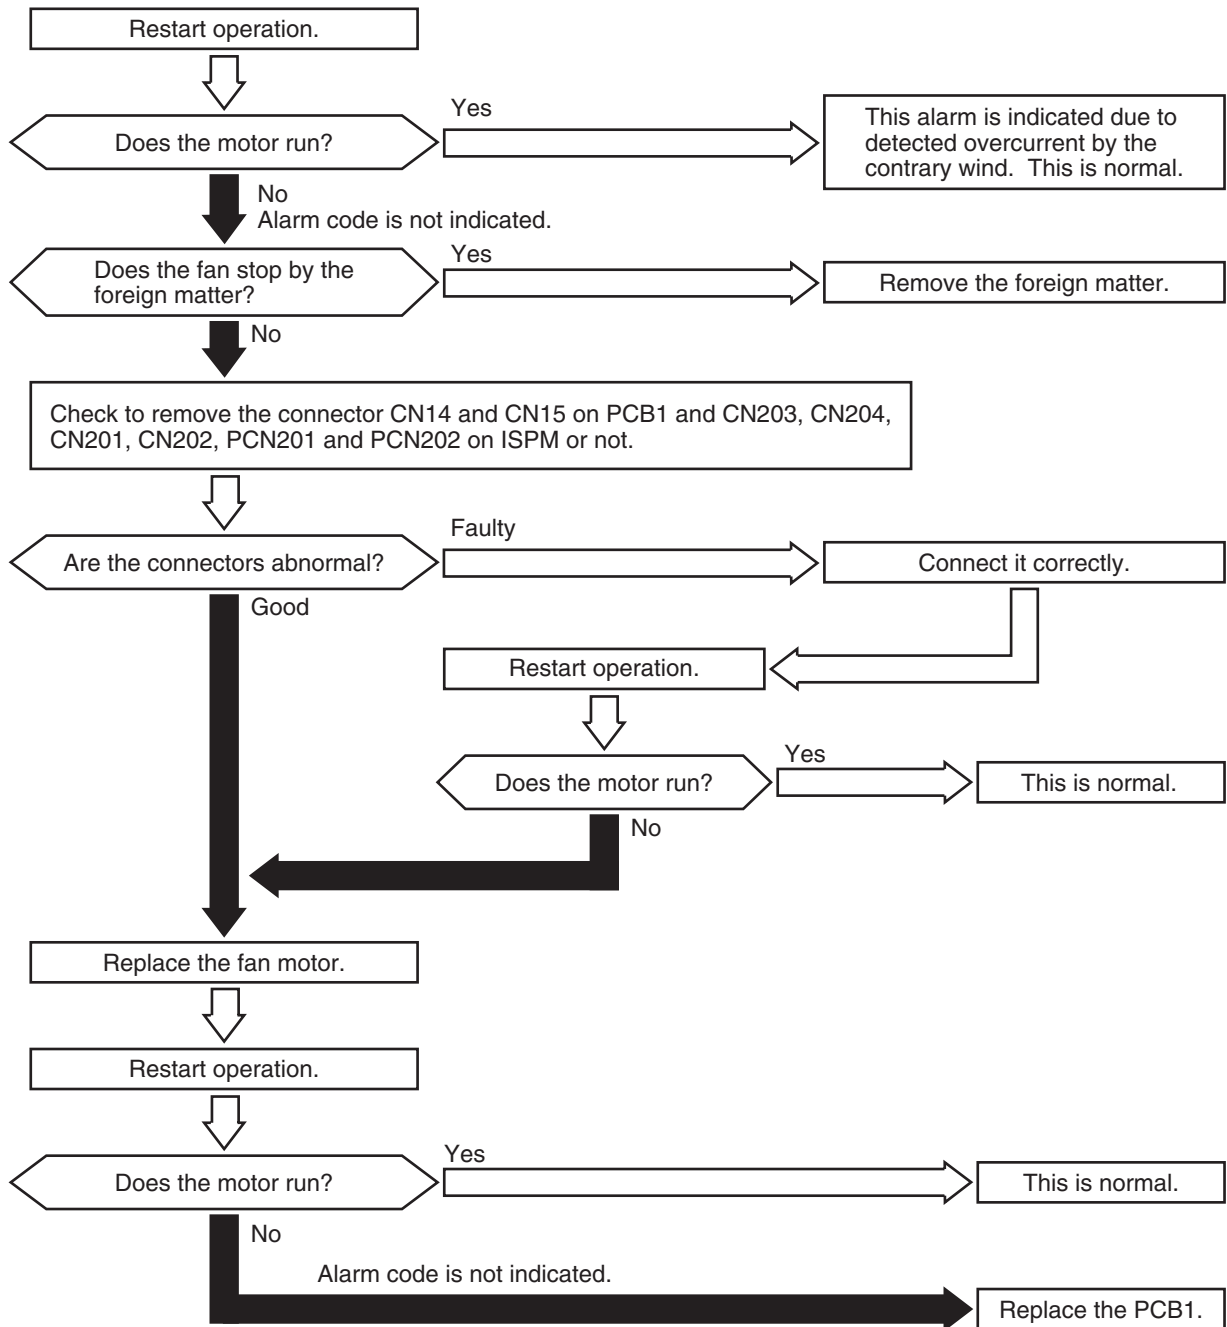 Restart operation.
Does the motor run?
Yes
This alarm is indicated due to
detected overcurrent by the
contrary wind. This is normal.
No
Alarm code is not indicated.
Does the fan stop by the
foreign matter?
Yes
Remove the foreign matter.
No
Check to remove the connector CN14 and CN15 on PCB1 and CN203, CN204,
CN201, CN202, PCN201 and PCN202 on ISPM or not.
Are the connectors abnormal?
Faulty
Connect it correctly.
Good
Restart operation.
Does the motor run?
Yes
This is normal.
No
Replace the fan motor.
Restart operation.
Does the motor run?
Yes
This is normal.
No
Alarm code is not indicated.
Replace the PCB1.